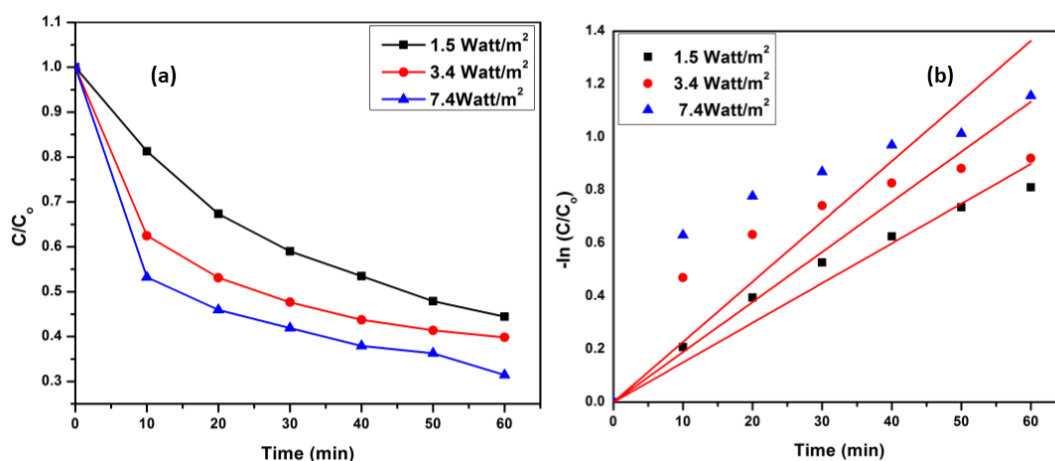 (a)
1.5 Watt/m²
3.4 Watt/m²
7.4Watt/m²
C/Cₒ
1.1
1.0
0.9
0.8
0.7
0.6
0.5
0.4
0.3
0 10 20 30 40 50 60
Time (min)
(b)
1.5 Watt/m²
3.4 Watt/m²
7.4Watt/m²
-ln (C/Cₒ)
1.4
1.2
1.0
0.8
0.6
0.4
0.2
0.0
0 10 20 30 40 50 60
Time (min)